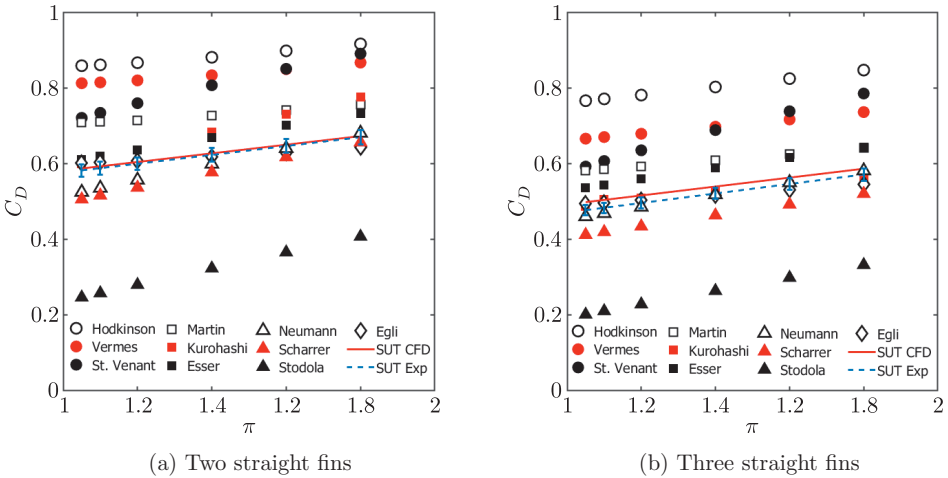 1
0.8
0.6
0.4
0.2
0
C_D
1 1.2 1.4 1.2 1.8 2
π
Hodkinson Martin Neumann Egli
Vermes Kurohashi Scharrer SUT CFD
St. Venant Esser Stodola SUT Exp
(a) Two straight fins
1
0.8
0.6
0.4
0.2
0
C_D
1 1.2 1.4 1.2 1.8 2
π
Hodkinson Martin Neumann Egli
Vermes Kurohashi Scharrer SUT CFD
St. Venant Esser Stodola SUT Exp
(b) Three straight fins